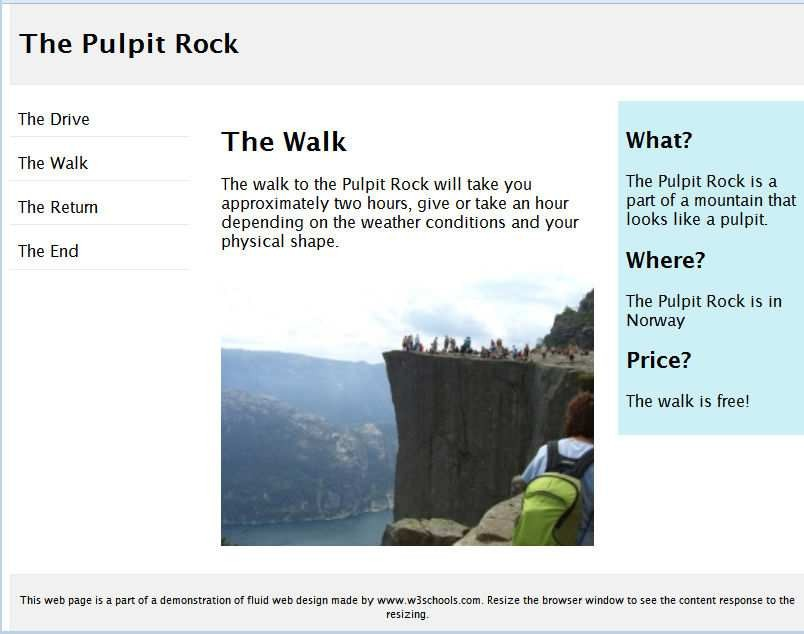 The Pulpit Rock
The Drive
The Walk
The Return
The End
The Walk
The walk to the Pulpit Rock will take you
approximately two hours, give or take an hour
depending on the weather conditions and your
physical shape.
What?
The Pulpit Rock is a
part of a mountain that
looks like a pulpit.
Where?
The Pulpit Rock is in
Norway
Price?
The walk is free!
This web page is a part of a demonstration of fluid web design made by www.w3schools.com. Resize the browser window to see the content response to the
resizing.